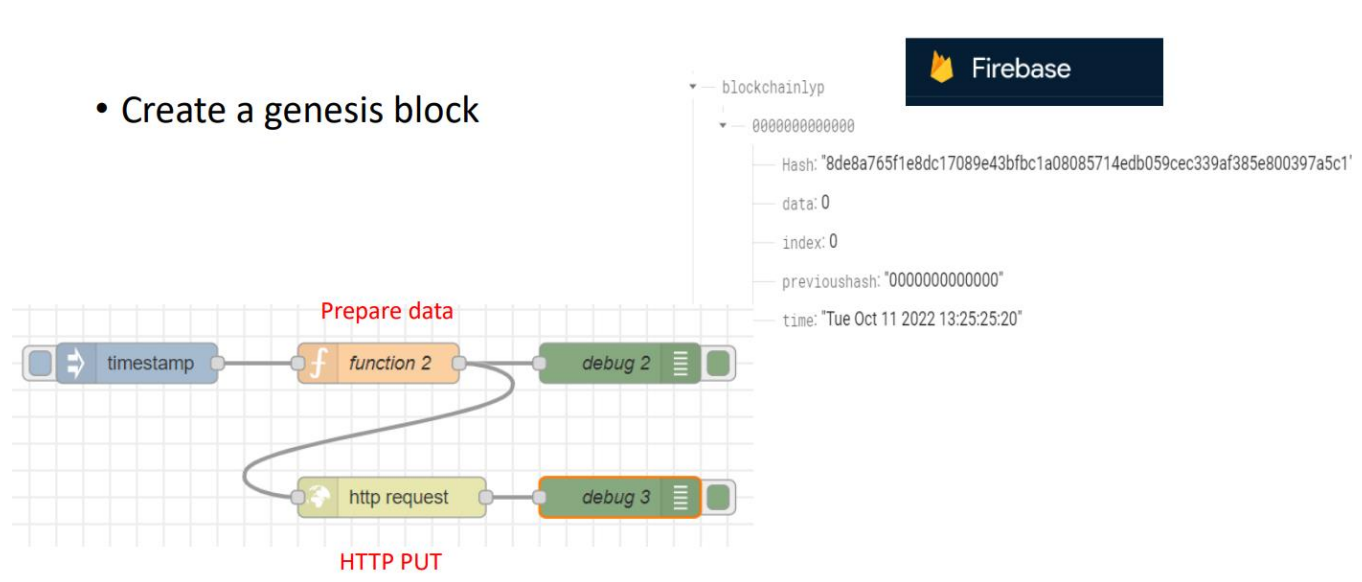 Firebase
• Create a genesis block
blockchainlyp
0000000000000
Hash: "8de8a765f1e8dc17089e43bfbc1a08085714edb059cec339af385e800397a5c1"
data: 0
index: 0
previoushash: "0000000000000"
time: "Tue Oct 11 2022 13:25:25:20"
Prepare data
timestamp
function 2
debug 2
http request
debug 3
HTTP PUT